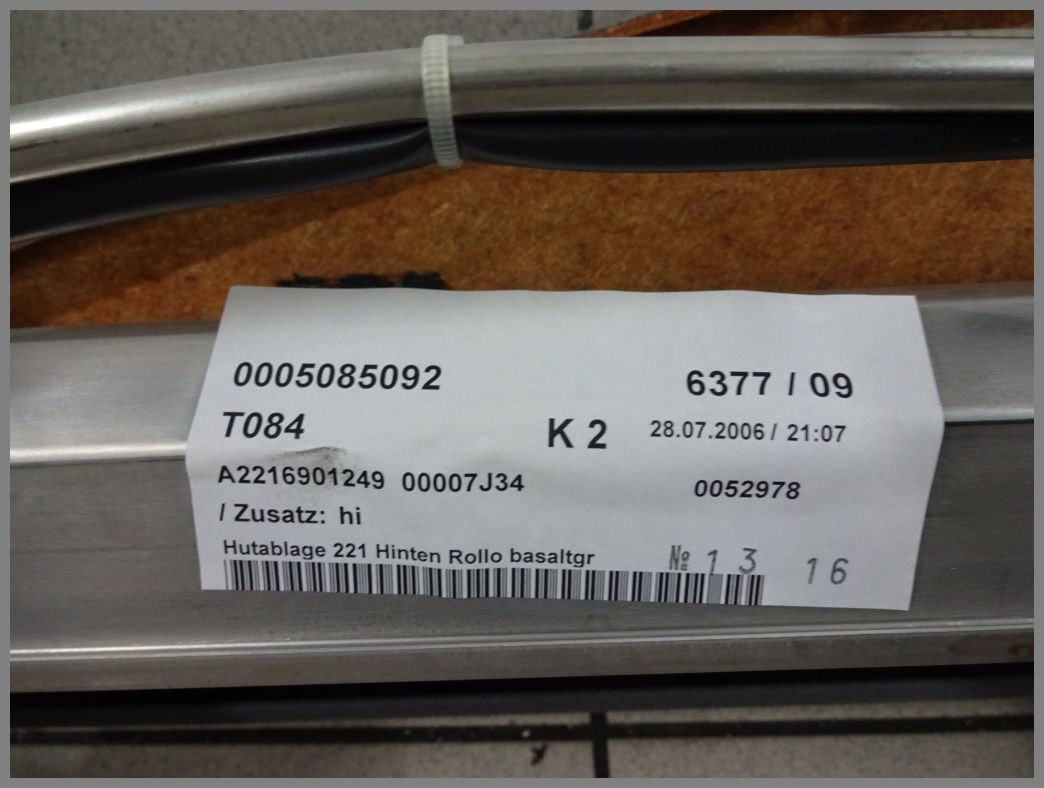 0005085092 6377 / 09
T084 K 2 28.07.2006 / 21:07
A2216901249 00007J34 0052978
/ Zusatz: hi
Hutablage 221 Hinten Rollo basaltgr № 13 16